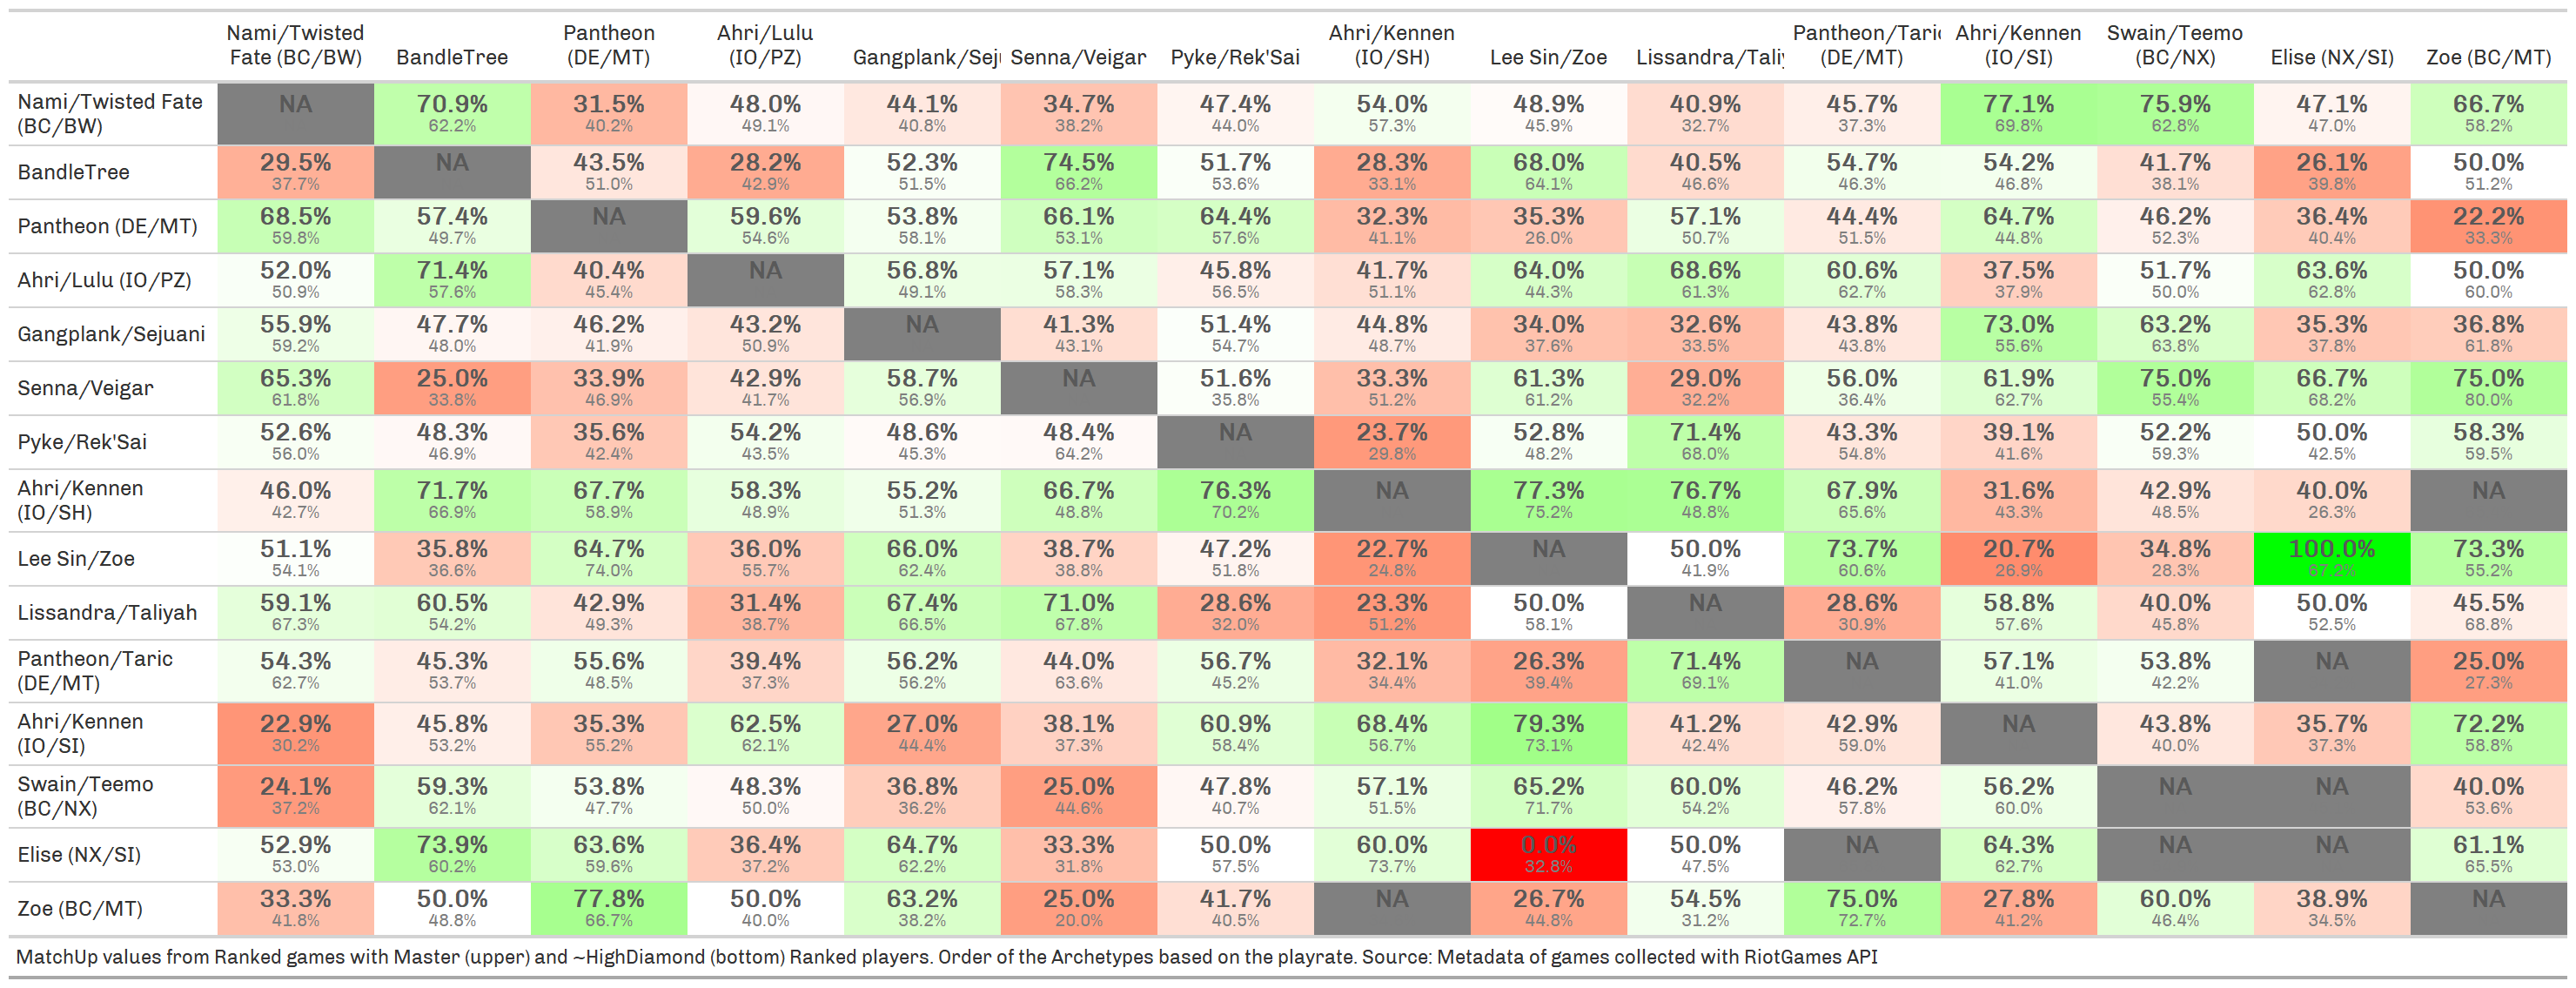 Nami/Twisted Pantheon Ahri/Lulu Ahri/Kennen Pantheon/Taric Ahri/Kennen Swain/Teemo
Fate (BC/BW) BandleTree (DE/MT) (IO/PZ) Gangplank/Seju Senna/Veigar Pyke/Rek'Sai (IO/SH) Lee Sin/Zoe Lissandra/Taliy (DE/MT) (IO/SI) (BC/NX) Elise (NX/SI) Zoe (BC/MT)
Nami/Twisted Fate NA 70.9% 31.5% 48.0% 44.1% 34.7% 47.4% 54.0% 48.9% 40.9% 45.7% 77.1% 75.9% 47.1% 66.7%
(BC/BW) 62.2% 40.2% 49.1% 40.8% 38.2% 44.0% 57.3% 45.9% 32.7% 37.3% 69.8% 62.8% 47.0% 58.2%
BandleTree 29.5% NA 43.5% 28.2% 52.3% 74.5% 51.7% 28.3% 68.0% 40.5% 54.7% 54.2% 41.7% 26.1% 50.0%
37.7% 51.0% 42.9% 51.5% 66.2% 53.6% 33.1% 64.1% 46.6% 46.3% 46.8% 38.1% 39.8% 51.2%
Pantheon (DE/MT) 68.5% 57.4% NA 59.6% 53.8% 66.1% 64.4% 32.3% 35.3% 57.1% 44.4% 64.7% 46.2% 36.4% 22.2%
59.8% 49.7% 54.6% 58.1% 53.1% 57.6% 41.1% 26.0% 50.7% 51.5% 44.8% 52.3% 40.4% 33.3%
Ahri/Lulu (IO/PZ) 52.0% 71.4% 40.4% NA 56.8% 57.1% 45.8% 41.7% 64.0% 68.6% 60.6% 37.5% 51.7% 63.6% 50.0%
50.9% 57.6% 45.4% 49.1% 58.3% 56.5% 51.1% 44.3% 61.3% 62.7% 37.9% 50.0% 62.8% 60.0%
Gangplank/Sejuani 55.9% 47.7% 46.2% 43.2% NA 41.3% 51.4% 44.8% 34.0% 32.6% 43.8% 73.0% 63.2% 35.3% 36.8%
59.2% 48.0% 41.9% 50.9% 43.1% 54.7% 48.7% 37.6% 33.5% 43.8% 55.6% 63.8% 37.8% 61.8%
Senna/Veigar 65.3% 25.0% 33.9% 42.9% 58.7% NA 51.6% 33.3% 61.3% 29.0% 56.0% 61.9% 75.0% 66.7% 75.0%
61.8% 33.8% 46.9% 41.7% 56.9% 35.8% 51.2% 61.2% 32.2% 36.4% 62.7% 55.4% 68.2% 80.0%
Pyke/Rek'Sai 52.6% 48.3% 35.6% 54.2% 48.6% 48.4% NA 23.7% 52.8% 71.4% 43.3% 39.1% 52.2% 50.0% 58.3%
56.0% 46.9% 42.4% 43.5% 45.3% 64.2% 29.8% 48.2% 68.0% 54.8% 41.6% 59.3% 42.5% 59.5%
Ahri/Kennen 46.0% 71.7% 67.7% 58.3% 55.2% 66.7% 76.3% NA 77.3% 76.7% 67.9% 31.6% 42.9% 40.0% NA
(IO/SH) 42.7% 66.9% 58.9% 48.9% 51.3% 48.8% 70.2% 75.2% 48.8% 65.6% 43.3% 48.5% 26.3%
Lee Sin/Zoe 51.1% 35.8% 64.7% 36.0% 66.0% 38.7% 47.2% 22.7% NA 50.0% 73.7% 20.7% 34.8% 100.0% 73.3%
54.1% 36.6% 74.0% 55.7% 62.4% 38.8% 51.8% 24.8% 41.9% 60.6% 26.9% 28.3% 67.2% 55.2%
Lissandra/Taliyah 59.1% 60.5% 42.9% 31.4% 67.4% 71.0% 28.6% 23.3% 50.0% NA 28.6% 58.8% 40.0% 50.0% 45.5%
67.3% 54.2% 49.3% 38.7% 66.5% 67.8% 32.0% 51.2% 58.1% 30.9% 57.6% 45.8% 52.5% 68.8%
Pantheon/Taric 54.3% 45.3% 55.6% 39.4% 56.2% 44.0% 56.7% 32.1% 26.3% 71.4% NA 57.1% 53.8% NA 25.0%
(DE/MT) 62.7% 53.7% 48.5% 37.3% 56.2% 63.6% 45.2% 34.4% 39.4% 69.1% 41.0% 42.2% 27.3%
Ahri/Kennen 22.9% 45.8% 35.3% 62.5% 27.0% 38.1% 60.9% 68.4% 79.3% 41.2% 42.9% NA 43.8% 35.7% 72.2%
(IO/SI) 30.2% 53.2% 55.2% 62.1% 44.4% 37.3% 58.4% 56.7% 73.1% 42.4% 59.0% 40.0% 37.3% 58.8%
Swain/Teemo 24.1% 59.3% 53.8% 48.3% 36.8% 25.0% 47.8% 57.1% 65.2% 60.0% 46.2% 56.2% NA NA 40.0%
(BC/NX) 37.2% 62.1% 47.7% 50.0% 36.2% 44.6% 40.7% 51.5% 71.7% 54.2% 57.8% 60.0% 53.6%
Elise (NX/SI) 52.9% 73.9% 63.6% 36.4% 64.7% 33.3% 50.0% 60.0% 0.0% 50.0% NA 64.3% NA NA 61.1%
53.0% 60.2% 59.6% 37.2% 62.2% 31.8% 57.5% 73.7% 32.8% 47.5% 62.7% 65.5%
Zoe (BC/MT) 33.3% 50.0% 77.8% 50.0% 63.2% 25.0% 41.7% NA 26.7% 54.5% 75.0% 27.8% 60.0% 38.9% NA
41.8% 48.8% 66.7% 40.0% 38.2% 20.0% 40.5% 44.8% 31.2% 72.7% 41.2% 46.4% 34.5%
MatchUp values from Ranked games with Master (upper) and ~HighDiamond (bottom) Ranked players. Order of the Archetypes based on the playrate. Source: Metadata of games collected with RiotGames API